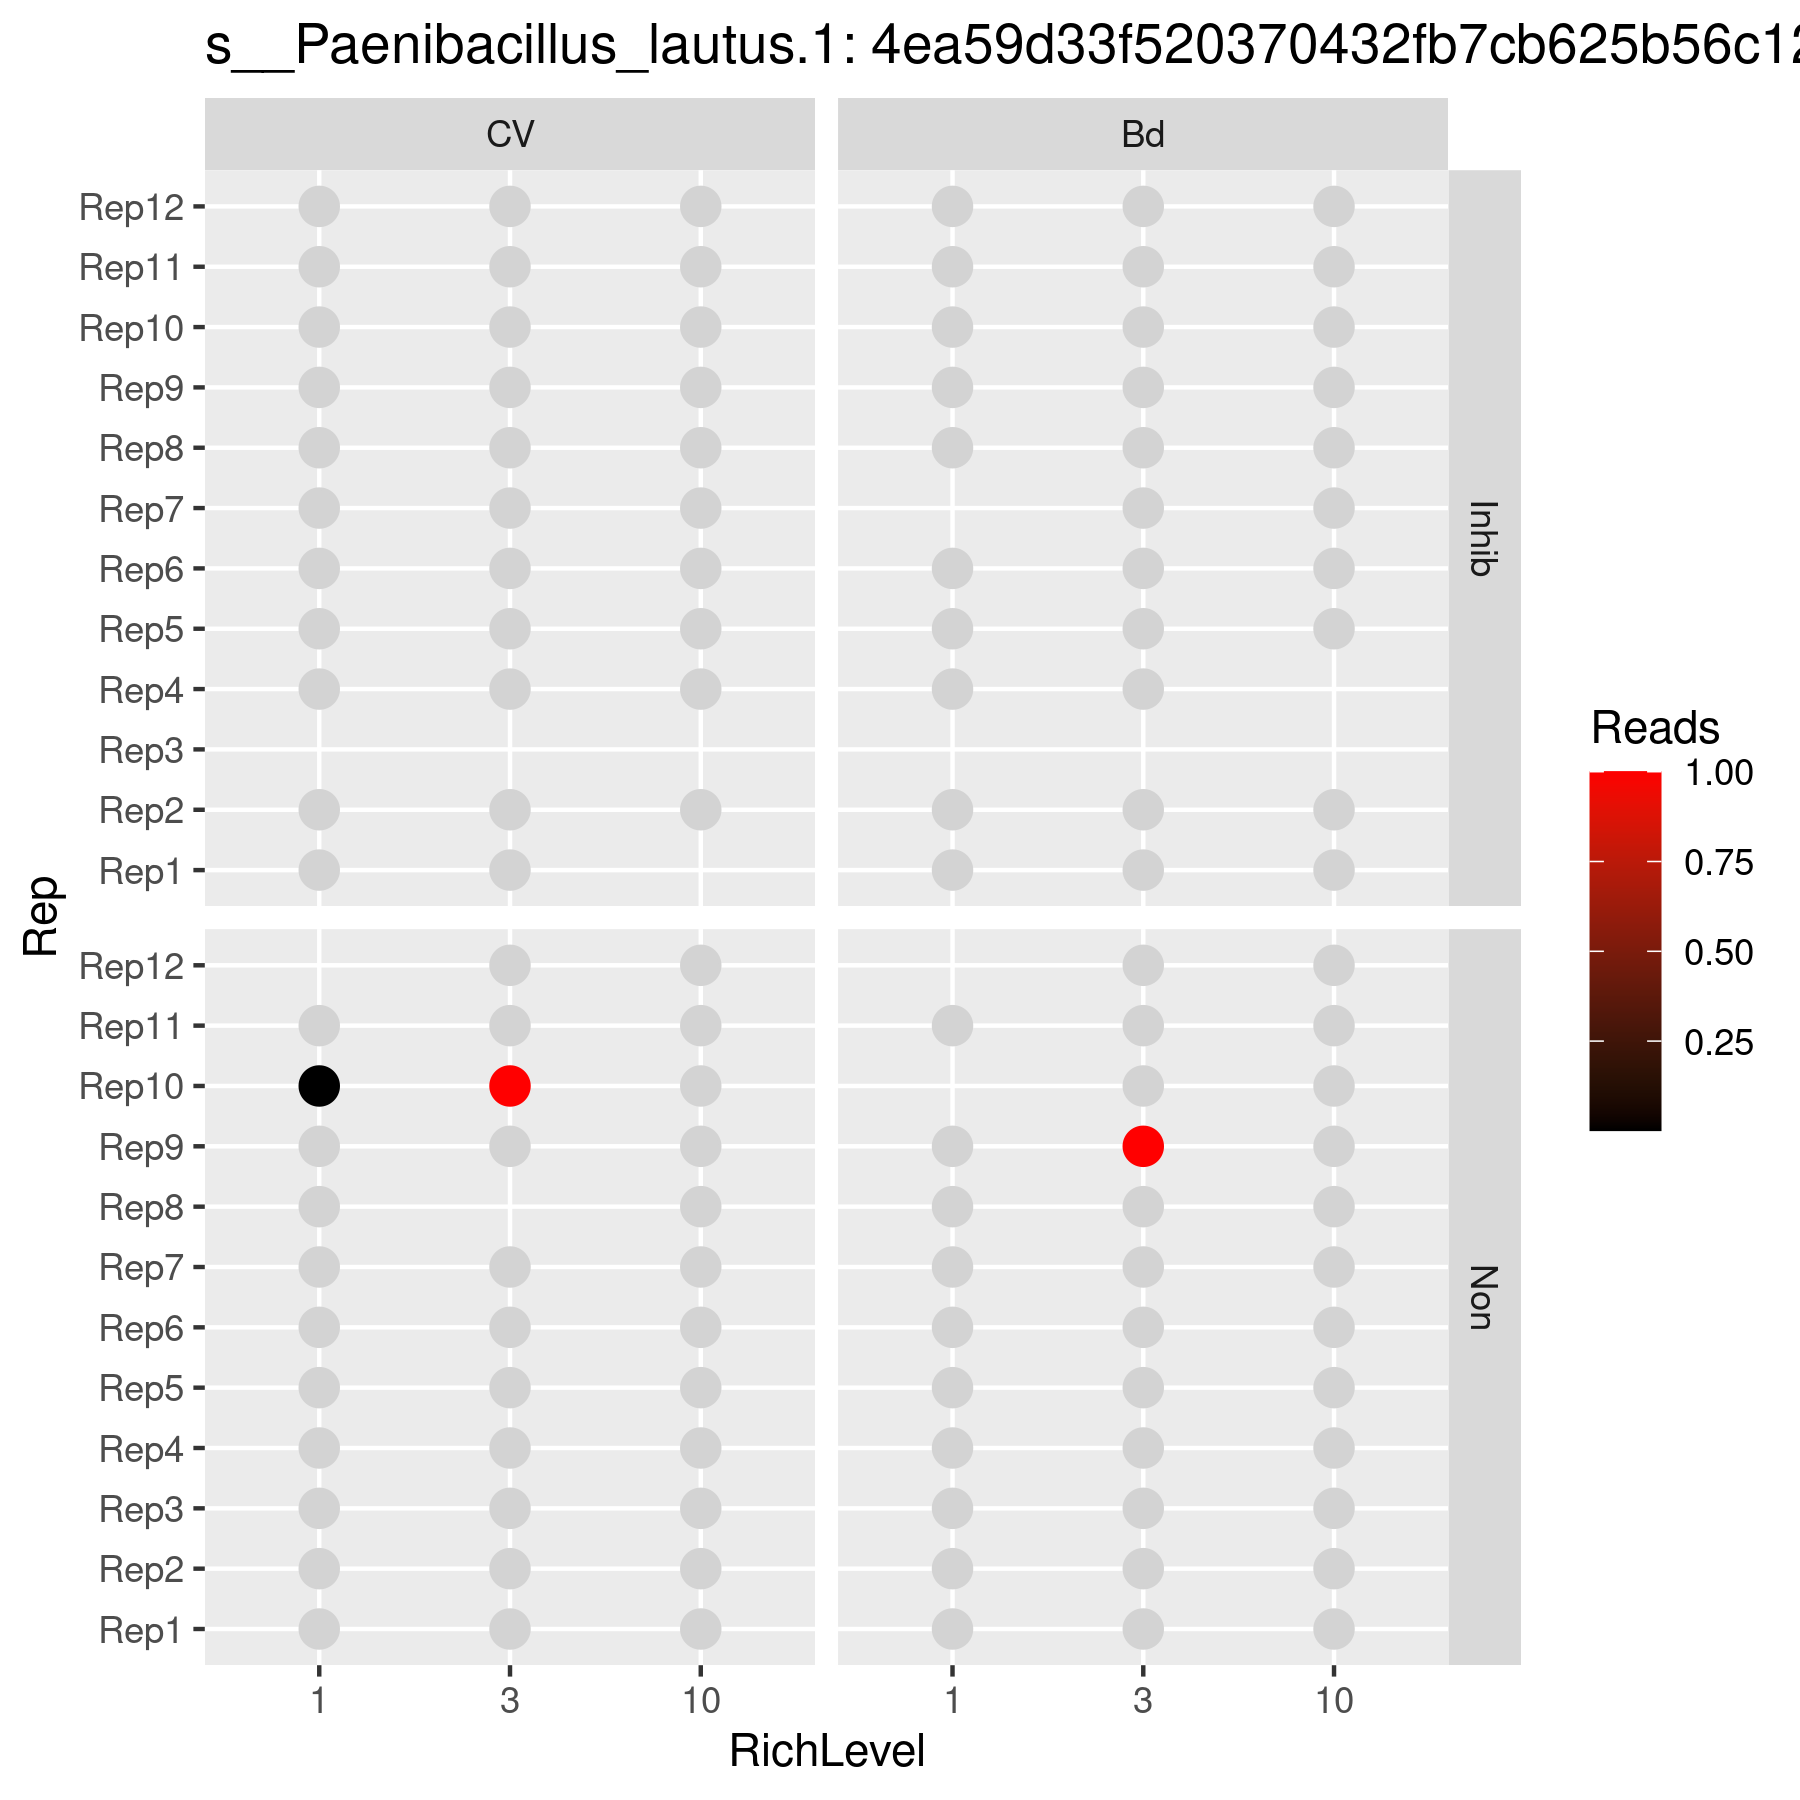 s__Paenibacillus_lautus.1: 4ea59d33f520370432fb7cb625b56c12
CV
Bd
Rep12
Rep11
Rep10
Rep9
Rep8
Rep7
Rep6
Rep5
Rep4
Rep3
Rep2
Rep1
Inhib
Rep12
Rep11
Rep10
Rep9
Rep8
Rep7
Rep6
Rep5
Rep4
Rep3
Rep2
Rep1
Non
Rep
1 3 10
1 3 10
RichLevel
Reads
1.00
0.75
0.50
0.25